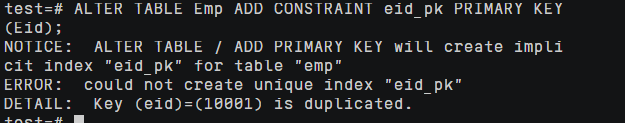 test=# ALTER TABLE Emp ADD CONSTRAINT eid_pk PRIMARY KEY
(Eid);
NOTICE:  ALTER TABLE / ADD PRIMARY KEY will create impli
cit index "eid_pk" for table "emp"
ERROR:  could not create unique index "eid_pk"
DETAIL:  Key (eid)=(10001) is duplicated.
test=#